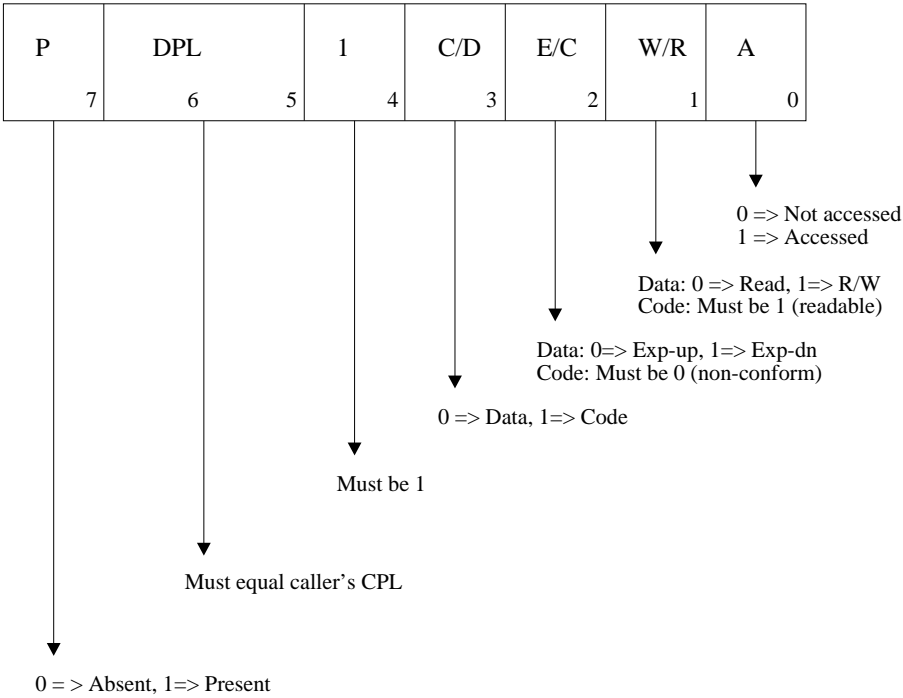 P DPL 1 C/D E/C W/R A
7 6 5 4 3 2 1 0
0 => Not accessed
1 => Accessed
Data: 0 => Read, 1=> R/W
Code: Must be 1 (readable)
Data: 0=> Exp-up, 1=> Exp-dn
Code: Must be 0 (non-conform)
0 => Data, 1=> Code
Must be 1
Must equal caller's CPL
0 = > Absent, 1=> Present